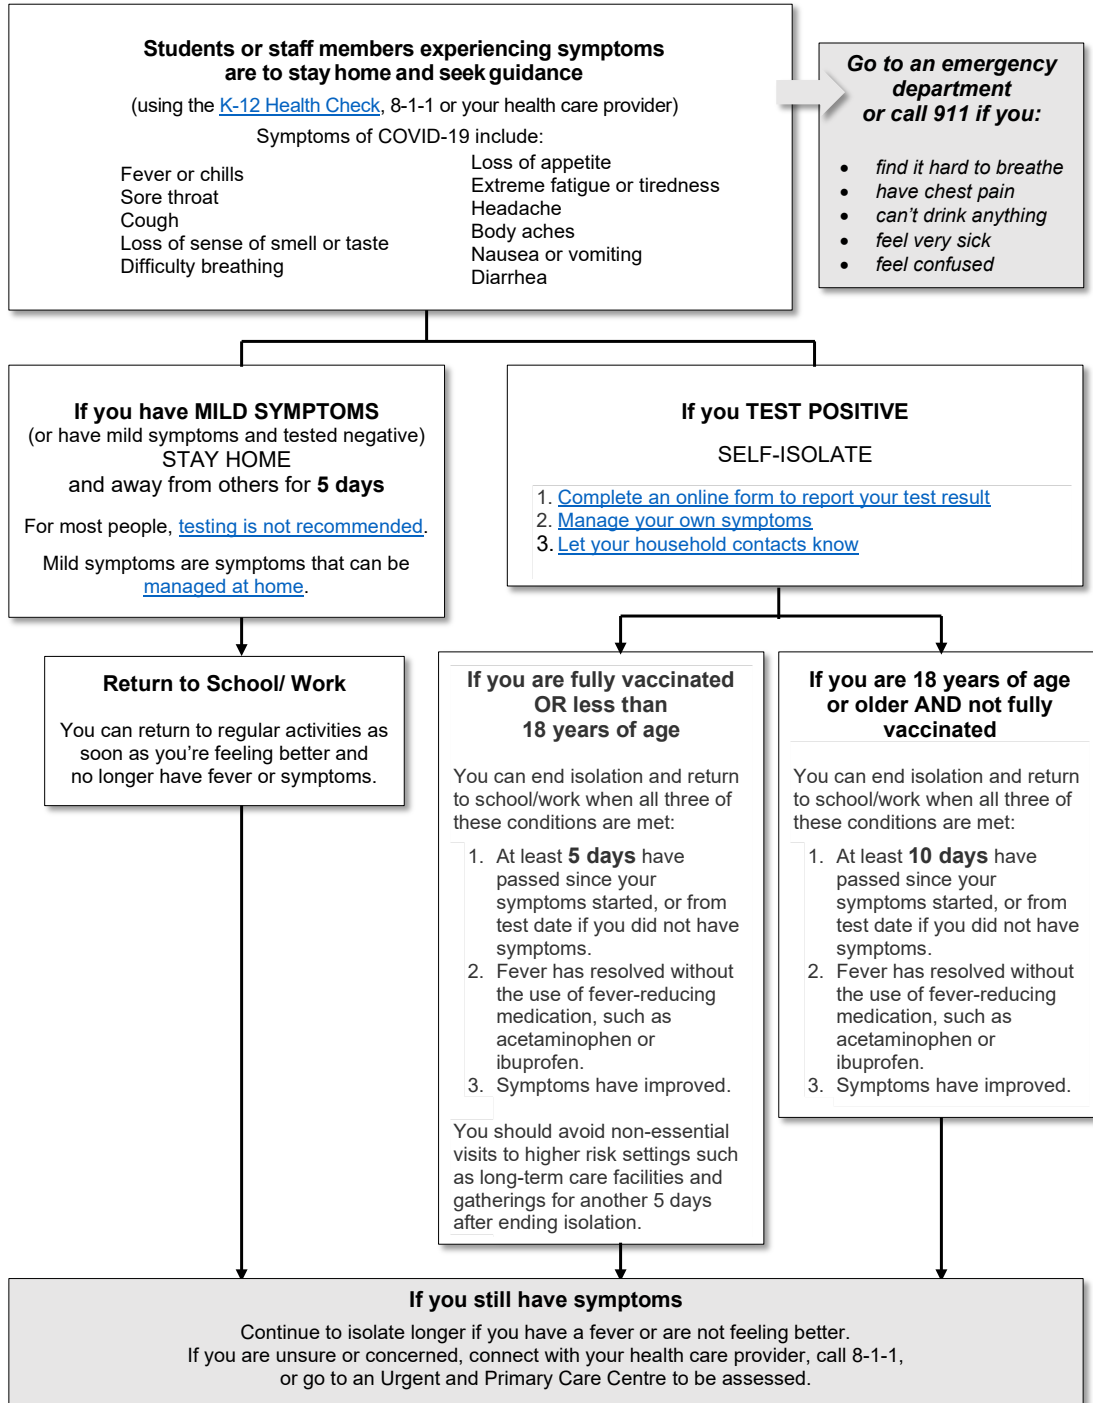 Students or staff members experiencing symptoms
are to stay home and seek guidance
(using the K-12 Health Check, 8-1-1 or your health care provider)
Symptoms of COVID-19 include:
Fever or chills
Sore throat
Cough
Loss of sense of smell or taste
Difficulty breathing
Loss of appetite
Extreme fatigue or tiredness
Headache
Body aches
Nausea or vomiting
Diarrhea
Go to an emergency
department
or call 911 if you:
• find it hard to breathe
• have chest pain
• can't drink anything
• feel very sick
• feel confused
If you have MILD SYMPTOMS
(or have mild symptoms and tested negative)
STAY HOME
and away from others for 5 days
For most people, testing is not recommended.
Mild symptoms are symptoms that can be
managed at home.
If you TEST POSITIVE
SELF-ISOLATE
1. Complete an online form to report your test result
2. Manage your own symptoms
3. Let your household contacts know
Return to School/ Work
You can return to regular activities as
soon as you're feeling better and
no longer have fever or symptoms.
If you are fully vaccinated
OR less than
18 years of age
You can end isolation and return
to school/work when all three of
these conditions are met:
1. At least 5 days have
passed since your
symptoms started, or from
test date if you did not have
symptoms.
2. Fever has resolved without
the use of fever-reducing
medication, such as
acetaminophen or
ibuprofen.
3. Symptoms have improved.
You should avoid non-essential
visits to higher risk settings such
as long-term care facilities and
gatherings for another 5 days
after ending isolation.
If you are 18 years of age
or older AND not fully
vaccinated
You can end isolation and return
to school/work when all three of
these conditions are met:
1. At least 10 days have
passed since your
symptoms started, or from
test date if you did not have
symptoms.
2. Fever has resolved without
the use of fever-reducing
medication, such as
acetaminophen or
ibuprofen.
3. Symptoms have improved.
If you still have symptoms
Continue to isolate longer if you have a fever or are not feeling better.
If you are unsure or concerned, connect with your health care provider, call 8-1-1,
or go to an Urgent and Primary Care Centre to be assessed.